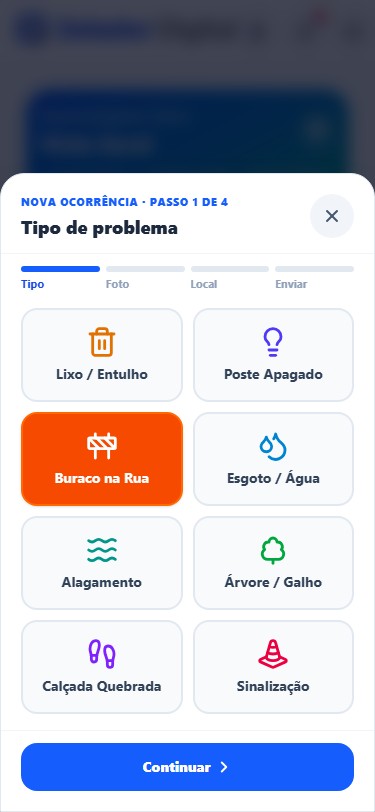 NOVA OCORRÊNCIA · PASSO 1 DE 4
Tipo de problema
Tipo
Foto
Local
Enviar
Lixo / Entulho
Poste Apagado
Buraco na Rua
Esgoto / Água
Alagamento
Árvore / Galho
Calçada Quebrada
Sinalização
Continuar